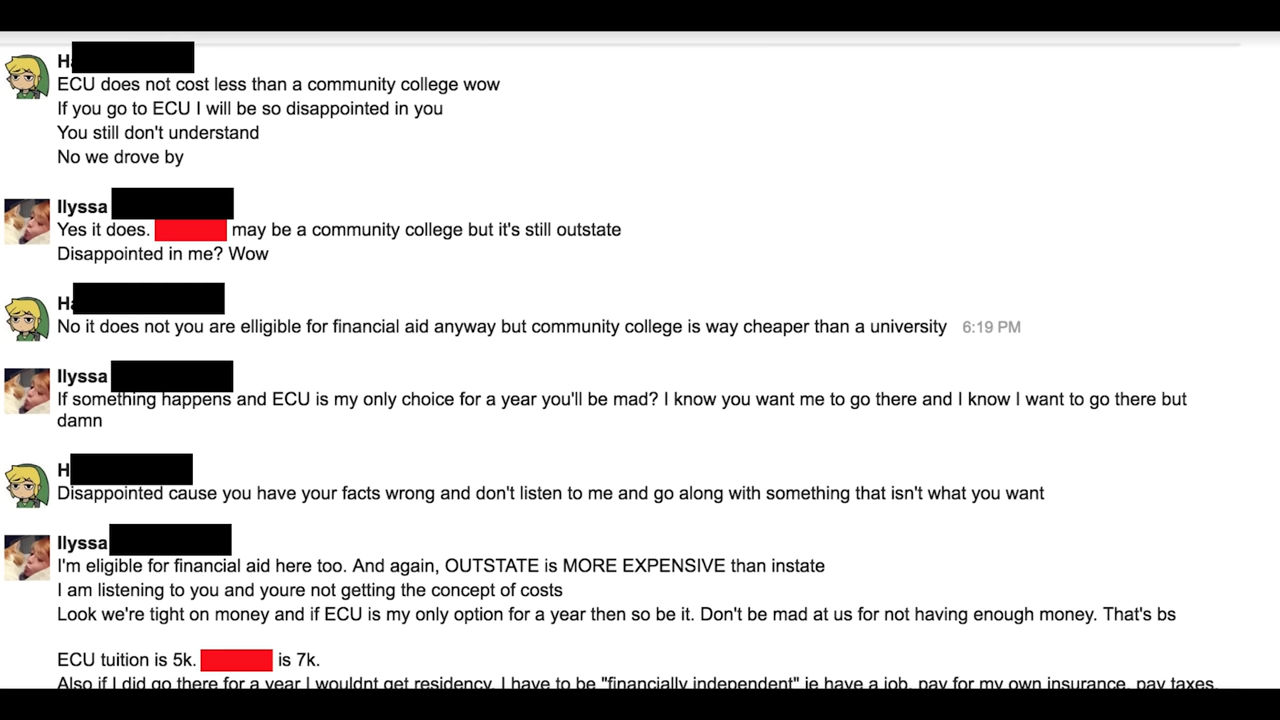 ECU does not cost less than a community college wow
If you go to ECU I will be so disappointed in you
You still don't understand
No we drove by
Ilyssa
Yes it does. may be a community college but it's still outstate
Disappointed in me? Wow
No it does not you are elligible for financial aid anyway but community college is way cheaper than a university 6:19 PM
Ilyssa
If something happens and ECU is my only choice for a year you'll be mad? I know you want me to go there and I know I want to go there but
damn
H
Disappointed cause you have your facts wrong and don't listen to me and go along with something that isn't what you want
Ilyssa
I'm eligible for financial aid here too. And again, OUTSTATE is MORE EXPENSIVE than instate
I am listening to you and youre not getting the concept of costs
Look we're tight on money and if ECU is my only option for a year then so be it. Don't be mad at us for not having enough money. That's bs
ECU tuition is 5k. is 7k.
Also if I did go there for a year I wouldnt get residency. I have to be "financially independent" ie have a job, pay for my own insurance, pay taxes,